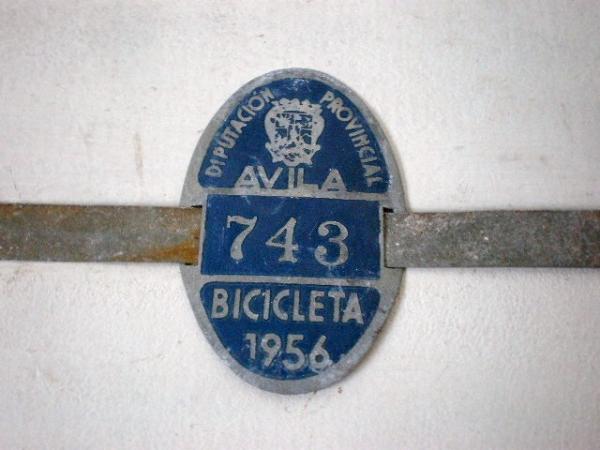 DIPUTACIÓN PROVINCIAL
AVILA
743
BICICLETA
1956